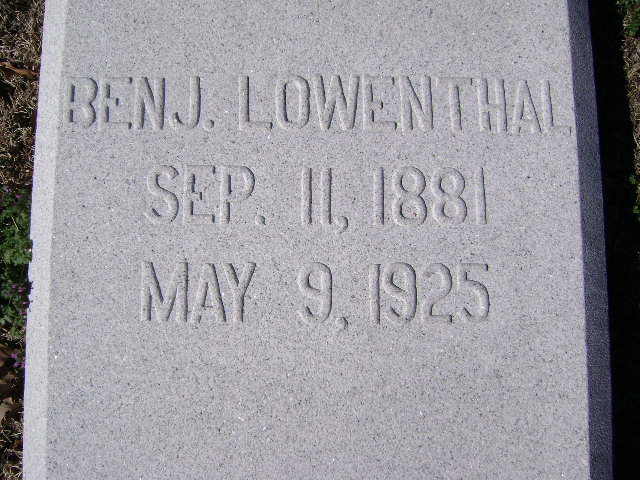 BENJ. LOWENTHAL
SEP. 11, 1881
MAY 9, 1925